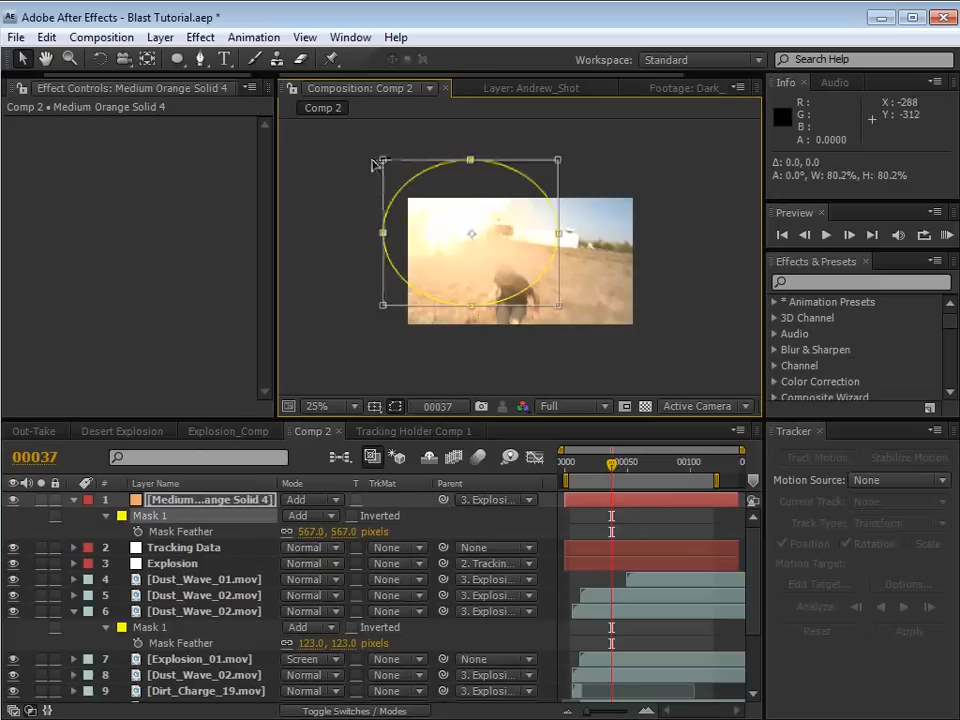 Adobe After Effects - Blast Tutorial.aep *
File Edit Composition Layer Effect Animation View Window Help
Workspace: Standard Search Help
Effect Controls: Medium Orange Solid 4
Comp 2 • Medium Orange Solid 4
Composition: Comp 2 Layer: Andrew_Shot Footage: Dark_
Comp 2
Info Audio
R: X: -288
G: Y: -312
B:
A: 0.0000
Δ: 0.0, 0.0
A: 0.0°, W: 80.2%, H: 80.2%
Preview
Effects & Presets
* Animation Presets
3D Channel
Audio
Blur & Sharpen
Channel
Color Correction
Composite Wizard
25% 00037 Full Active Camera
Out-Take Desert Explosion Explosion_Comp Comp 2 Tracking Holder Comp 1
00037
0000 00050 00100 0
# Layer Name Mode T TrkMat Parent
1 [Medium...ange Solid 4] Add 3. Explosi...
Mask 1 Add Inverted
Mask Feather 567.0, 567.0 pixels
2 Tracking Data Normal None None
3 Explosion Normal None 2. Trackin...
4 [Dust_Wave_01.mov] Normal None 3. Explosi...
5 [Dust_Wave_02.mov] Normal None 3. Explosi...
6 [Dust_Wave_02.mov] Normal None 3. Explosi...
Mask 1 Add Inverted
Mask Feather 123.0, 123.0 pixels
7 [Explosion_01.mov] Screen None None
8 [Dust_Wave_02.mov] Normal None 3. Explosi...
9 [Dirt_Charge_19.mov] Normal None 3. Explosi...
Toggle Switches / Modes
Tracker
Track Motion Stabilize Motion
Motion Source: None
Current Track: None
Track Type: Transform
Position Rotation Scale
Motion Target:
Edit Target... Options...
Analyze:
Reset Apply